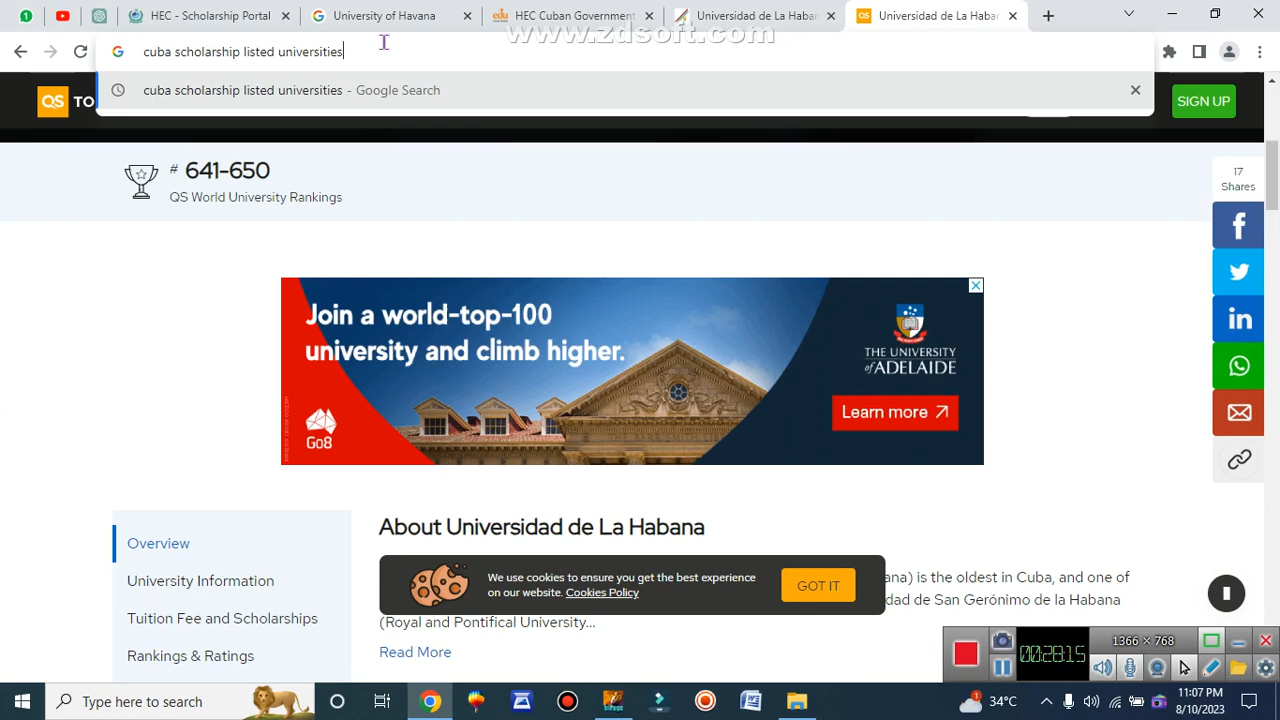 HEC - Scholarship Portal
University of Havana
HEC Cuban Government
Universidad de La Haban
Universidad de La Haban
www.zdsoft.com
cuba scholarship listed universities
cuba scholarship listed universities - Google Search
QS TO
SIGN UP
# 641-650
QS World University Rankings
17
Shares
Join a world-top-100
university and climb higher.
THE UNIVERSITY
of ADELAIDE
Learn more
Go8
About Universidad de La Habana
Overview
University Information
Tuition Fee and Scholarships
Rankings & Ratings
We use cookies to ensure you get the best experience
on our website. Cookies Policy
GOT IT
ana) is the oldest in Cuba, and one of
dad de San Gerónimo de la Habana
(Royal and Pontifical University...
Read More
00:28:15
1366 × 768
Type here to search
34°C
11:07 PM
8/10/2023